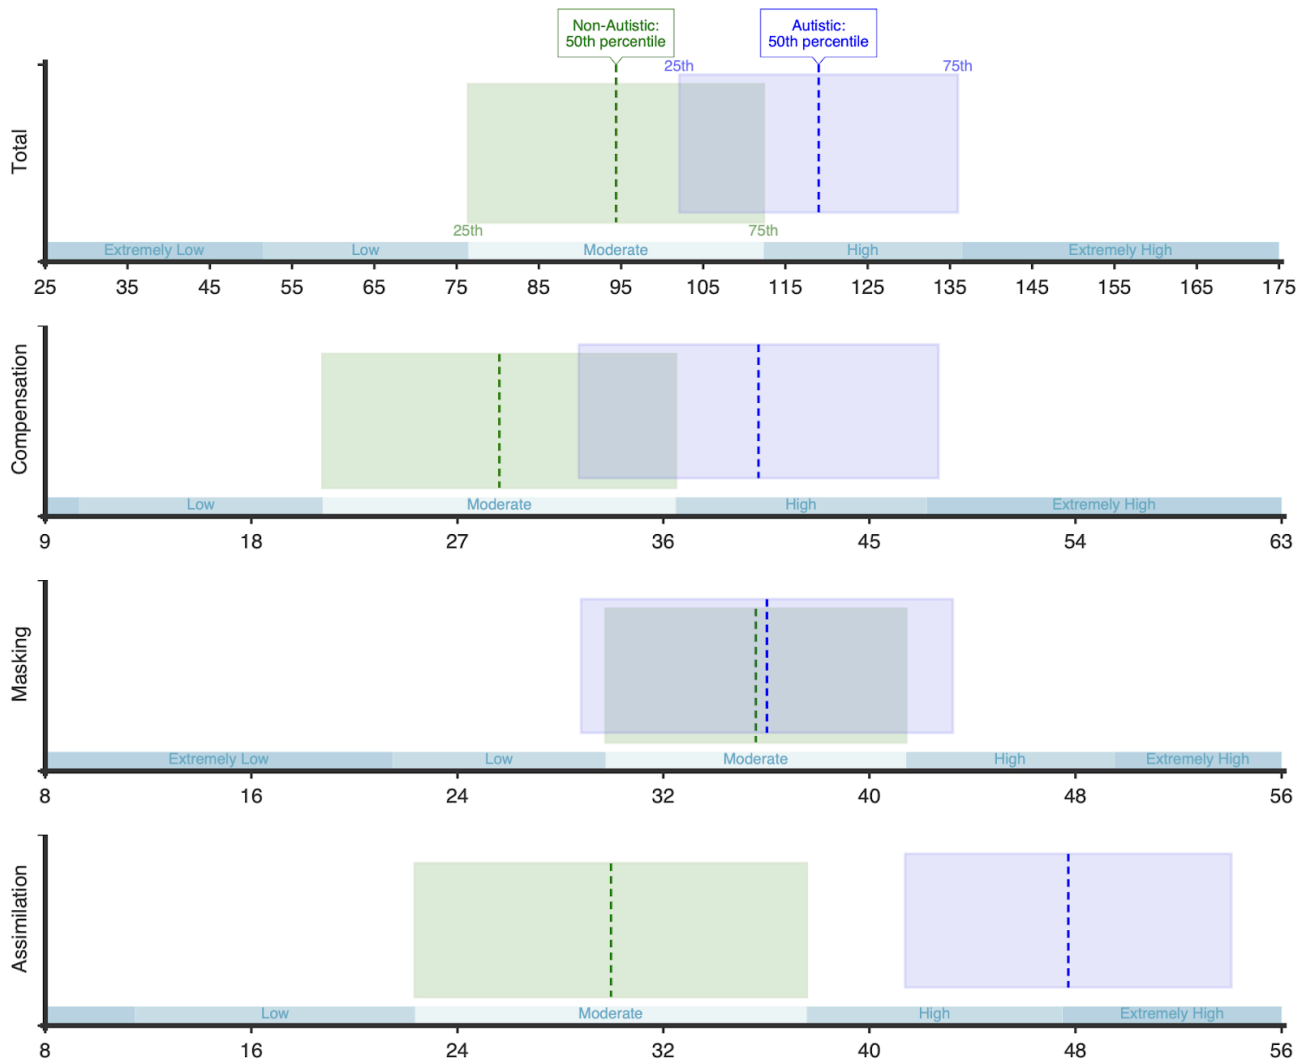 Non-Autistic:
50th percentile
Autistic:
50th percentile
25th
75th
Total
25th
75th
Extremely Low
Low
Moderate
High
Extremely High
25 35 45 55 65 75 85 95 105 115 125 135 145 155 165 175
Compensation
Low
Moderate
High
Extremely High
9 18 27 36 45 54 63
Masking
Extremely Low
Low
Moderate
High
Extremely High
8 16 24 32 40 48 56
Assimilation
Low
Moderate
High
Extremely High
8 16 24 32 40 48 56